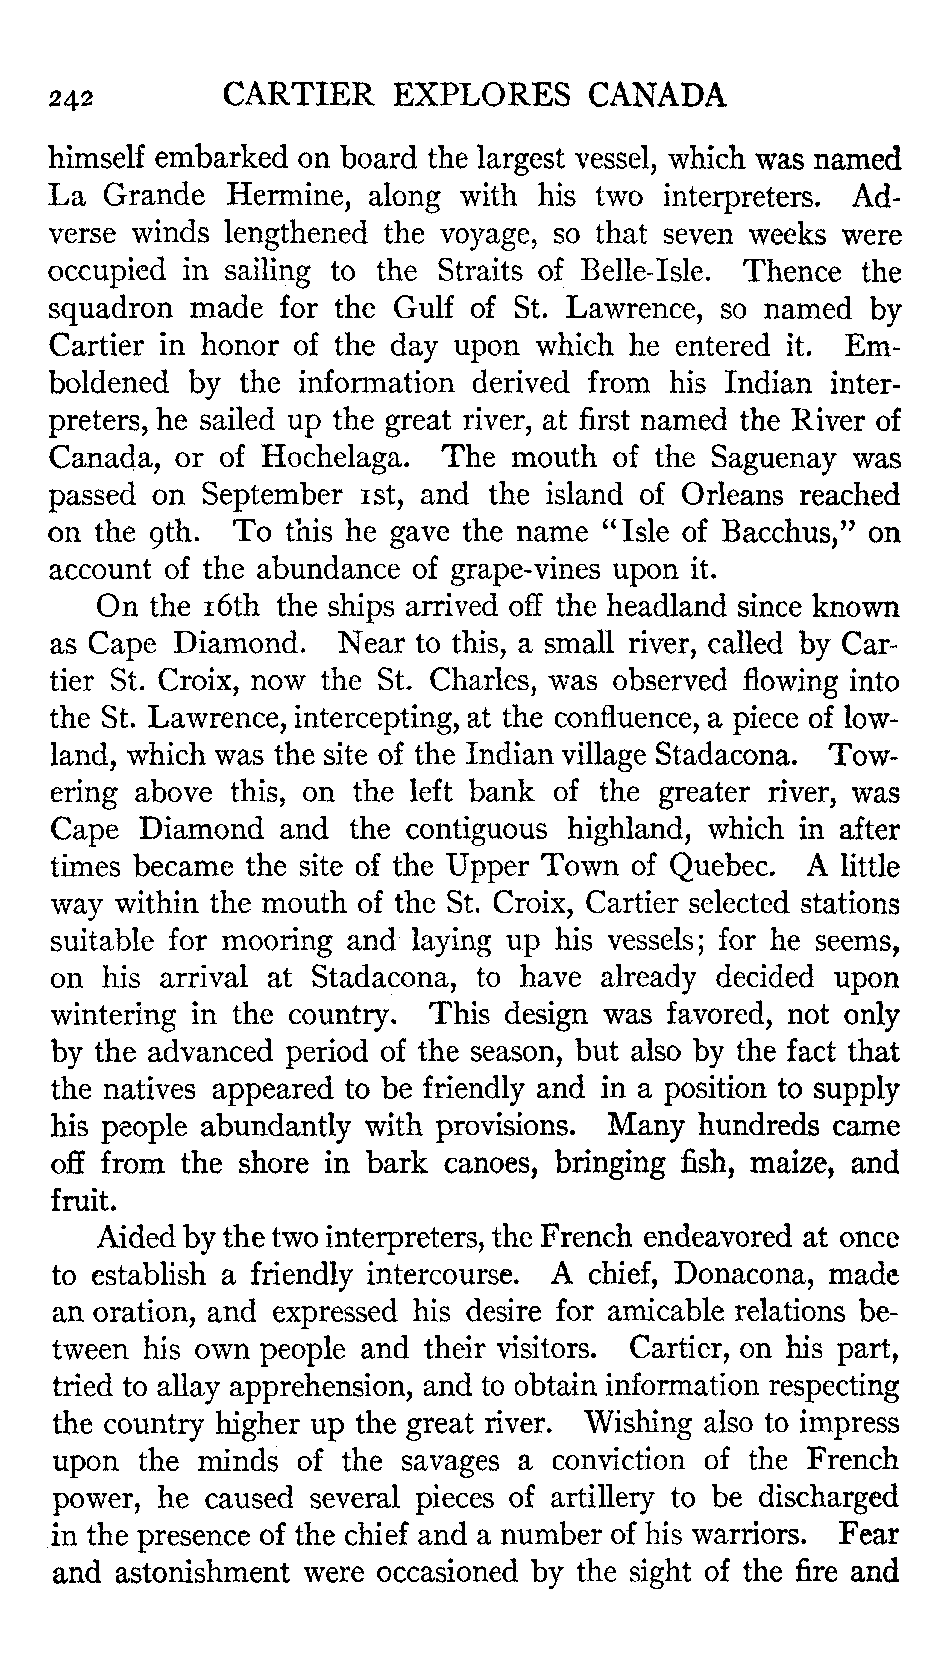 242 CARTIER EXPLORES CANADA
himself embarked on board the largest vessel, which was named
La Grande Hermine, along with his two interpreters. Ad-
verse winds lengthened the voyage, so that seven weeks were
occupied in sailing to the Straits of Belle-Isle. Thence the
squadron made for the Gulf of St. Lawrence, so named by
Cartier in honor of the day upon which he entered it. Em-
boldened by the information derived from his Indian inter-
preters, he sailed up the great river, at first named the River of
Canada, or of Hochelaga. The mouth of the Saguenay was
passed on September 1st, and the island of Orleans reached
on the 9th. To this he gave the name “Isle of Bacchus,” on
account of the abundance of grape-vines upon it.
On the 16th the ships arrived off the headland since known
as Cape Diamond. Near to this, a small river, called by Car-
tier St. Croix, now the St. Charles, was observed flowing into
the St. Lawrence, intercepting, at the confluence, a piece of low-
land, which was the site of the Indian village Stadacona. Tow-
ering above this, on the left bank of the greater river, was
Cape Diamond and the contiguous highland, which in after
times became the site of the Upper Town of Quebec. A little
way within the mouth of the St. Croix, Cartier selected stations
suitable for mooring and laying up his vessels; for he seems,
on his arrival at Stadacona, to have already decided upon
wintering in the country. This design was favored, not only
by the advanced period of the season, but also by the fact that
the natives appeared to be friendly and in a position to supply
his people abundantly with provisions. Many hundreds came
off from the shore in bark canoes, bringing fish, maize, and
fruit.
Aided by the two interpreters, the French endeavored at once
to establish a friendly intercourse. A chief, Donacona, made
an oration, and expressed his desire for amicable relations be-
tween his own people and their visitors. Cartier, on his part,
tried to allay apprehension, and to obtain information respecting
the country higher up the great river. Wishing also to impress
upon the minds of the savages a conviction of the French
power, he caused several pieces of artillery to be discharged
in the presence of the chief and a number of his warriors. Fear
and astonishment were occasioned by the sight of the fire and